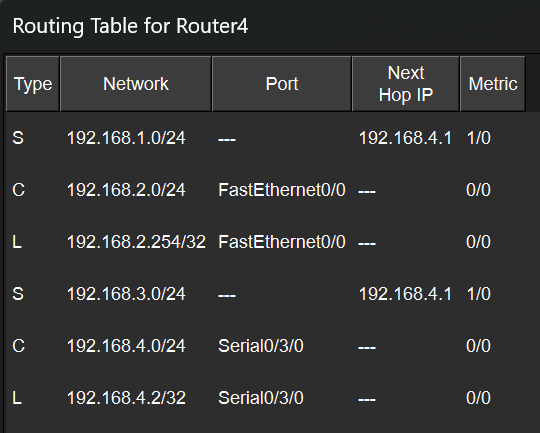 Routing Table for Router4
Type Network Port Next Hop IP Metric
S 192.168.1.0/24 --- 192.168.4.1 1/0
C 192.168.2.0/24 FastEthernet0/0 --- 0/0
L 192.168.2.254/32 FastEthernet0/0 --- 0/0
S 192.168.3.0/24 --- 192.168.4.1 1/0
C 192.168.4.0/24 Serial0/3/0 --- 0/0
L 192.168.4.2/32 Serial0/3/0 --- 0/0